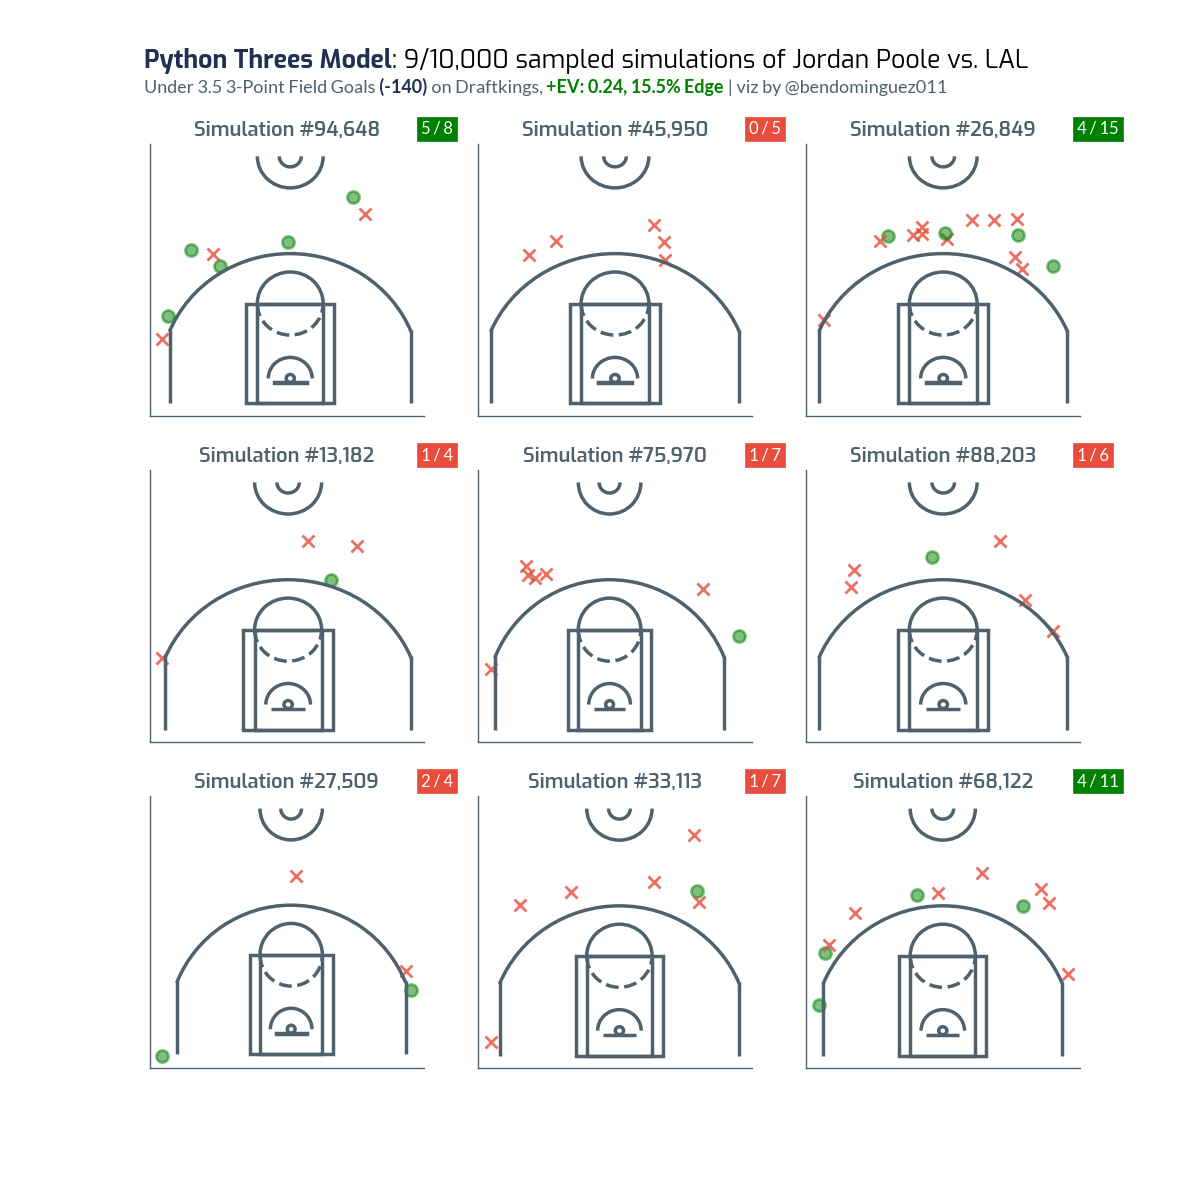 Python Threes Model: 9/10,000 sampled simulations of Jordan Poole vs. LAL
Under 3.5 3-Point Field Goals (-140) on Draftkings, +EV: 0.24, 15.5% Edge | viz by @bendominguez011
Simulation #94,648 5 / 8
Simulation #45,950 0 / 5
Simulation #26,849 4 / 15
Simulation #13,182 1 / 4
Simulation #75,970 1 / 7
Simulation #88,203 1 / 6
Simulation #27,509 2 / 4
Simulation #33,113 1 / 7
Simulation #68,122 4 / 11